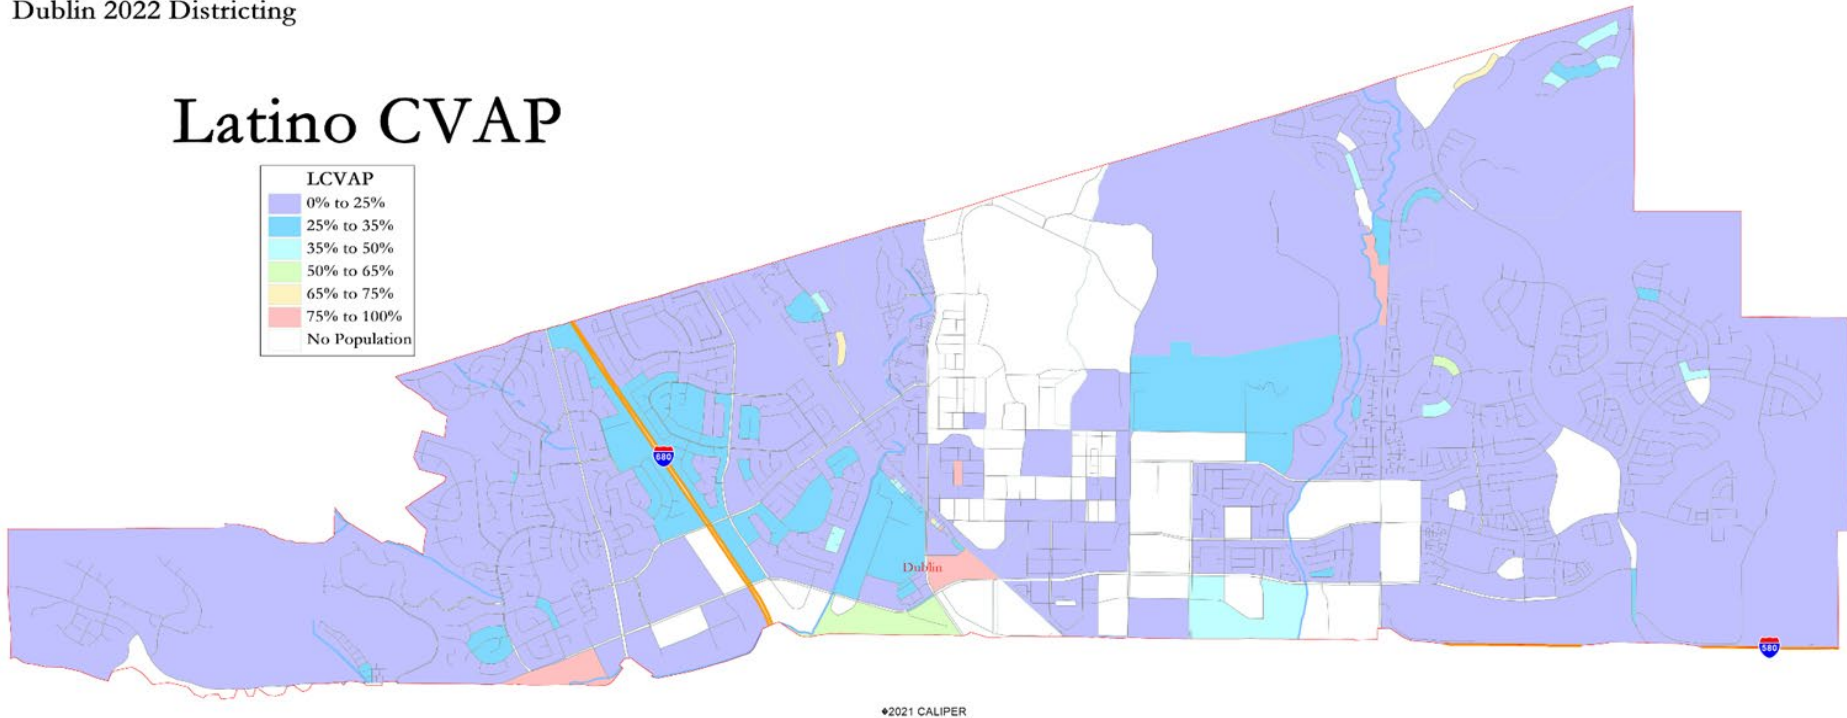 Dublin 2022 Districting
Latino CVAP
LCVAP
0% to 25%
25% to 35%
35% to 50%
50% to 65%
65% to 75%
75% to 100%
No Population
680
Dublin
580
�2021 CALIPER